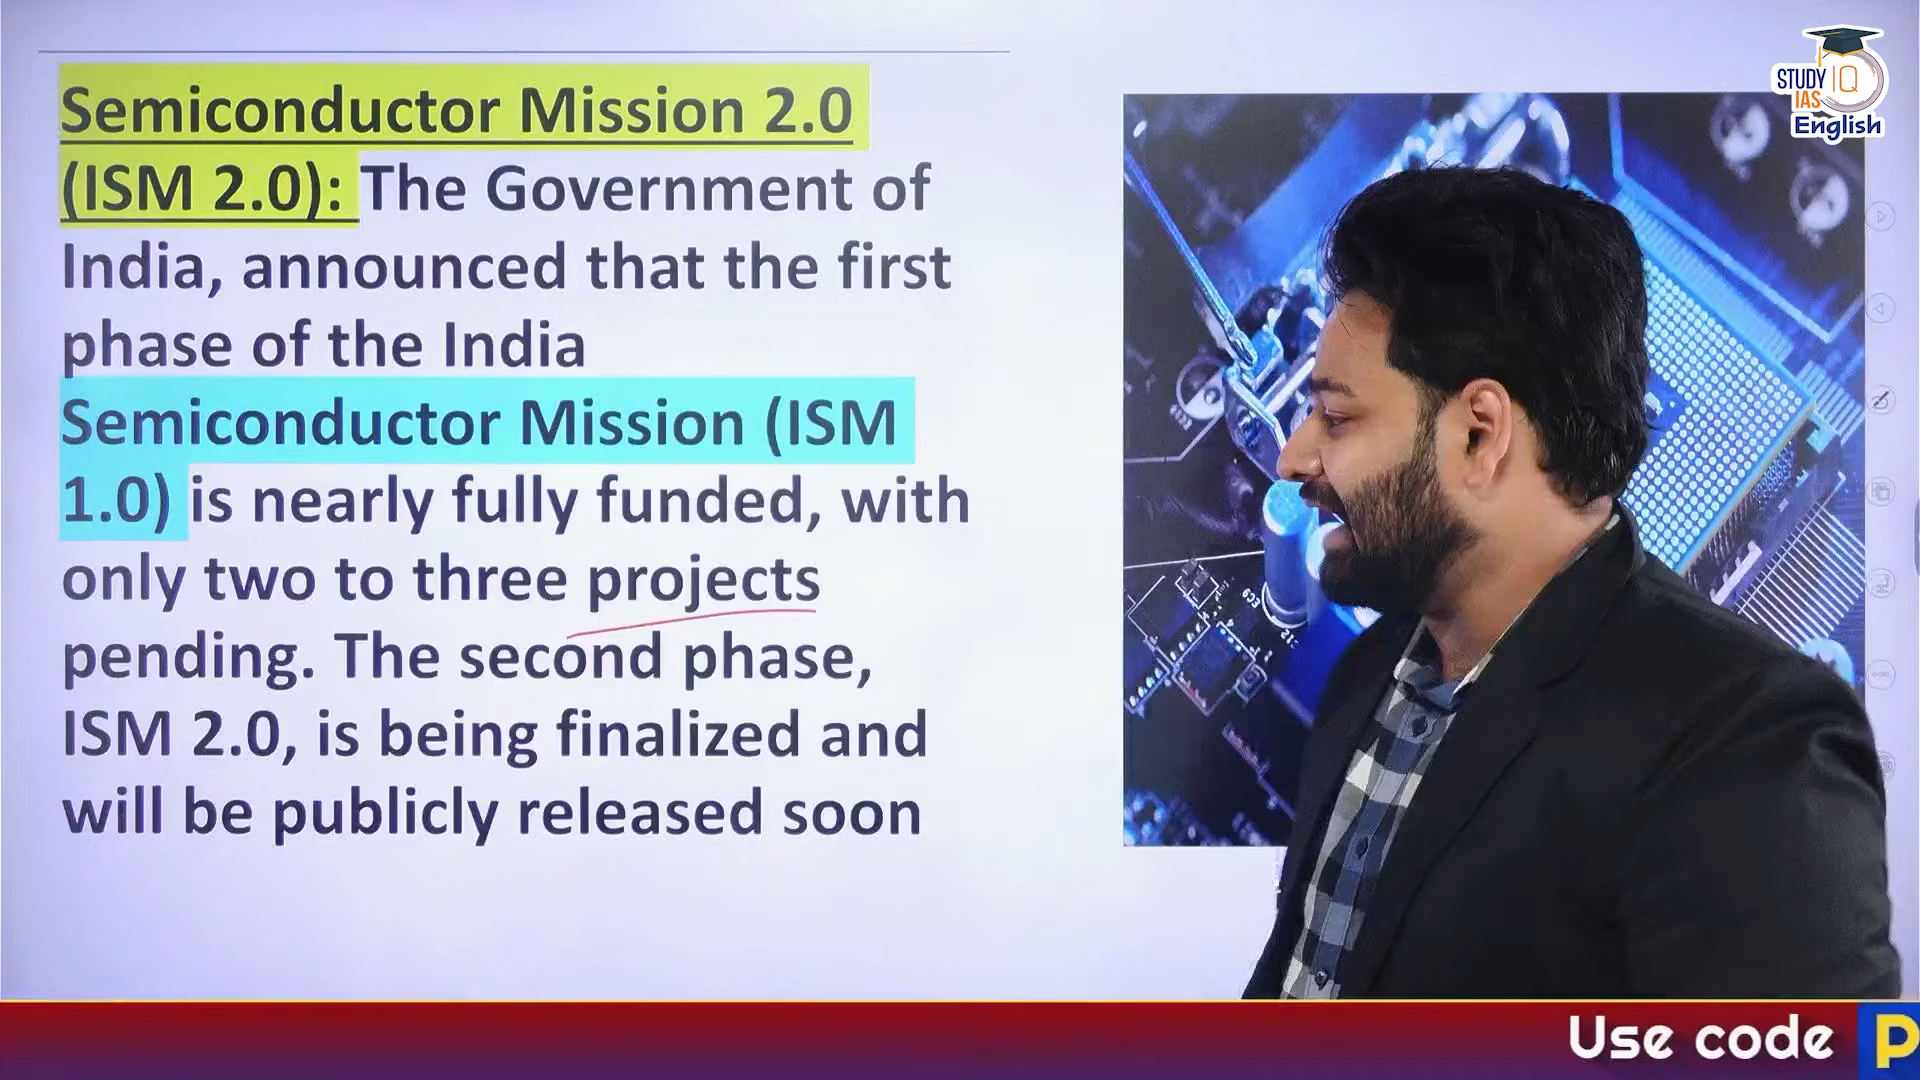 STUDY IQ
IAS
English
Semiconductor Mission 2.0
(ISM 2.0): The Government of
India, announced that the first
phase of the India
Semiconductor Mission (ISM
1.0) is nearly fully funded, with
only two to three projects
pending. The second phase,
ISM 2.0, is being finalized and
will be publicly released soon
EC9
Use code P